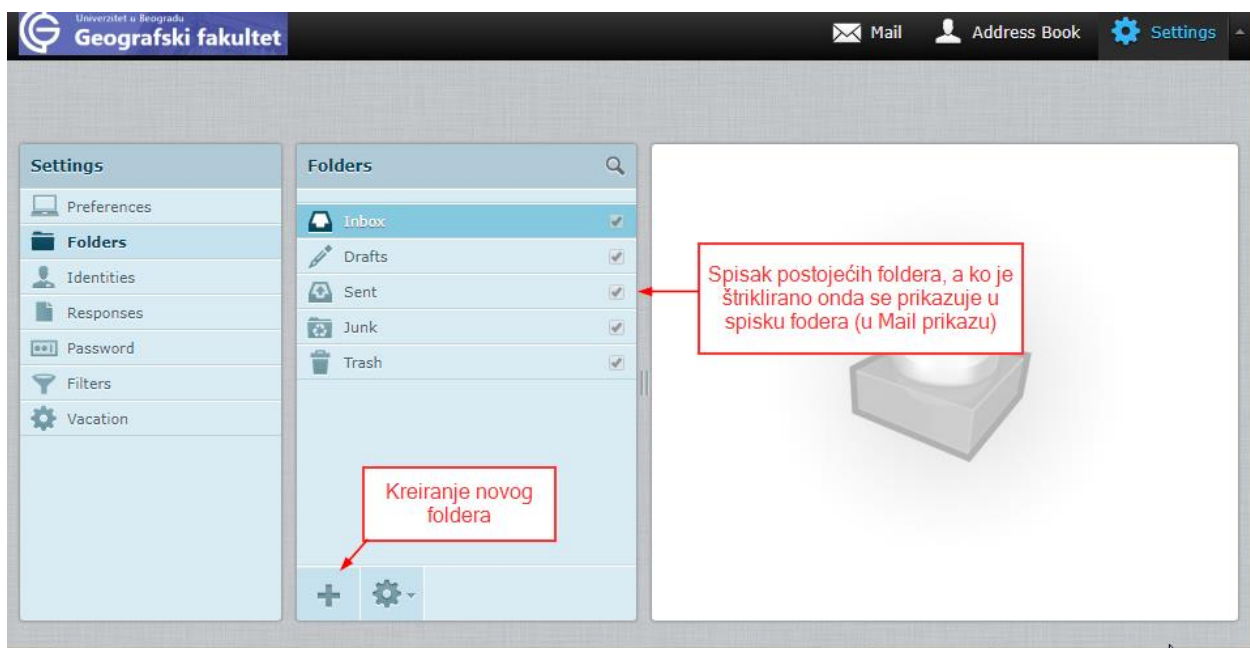 Univerzitet u Beogradu
Geografski fakultet
Mail
Address Book
Settings
Settings
Preferences
Folders
Identities
Responses
Password
Filters
Vacation
Folders
Inbox
Drafts
Sent
Junk
Trash
Spisak postojećih foldera, a ko je
štriklirano onda se prikazuje u
spisku fodera (u Mail prikazu)
Kreiranje novog
foldera